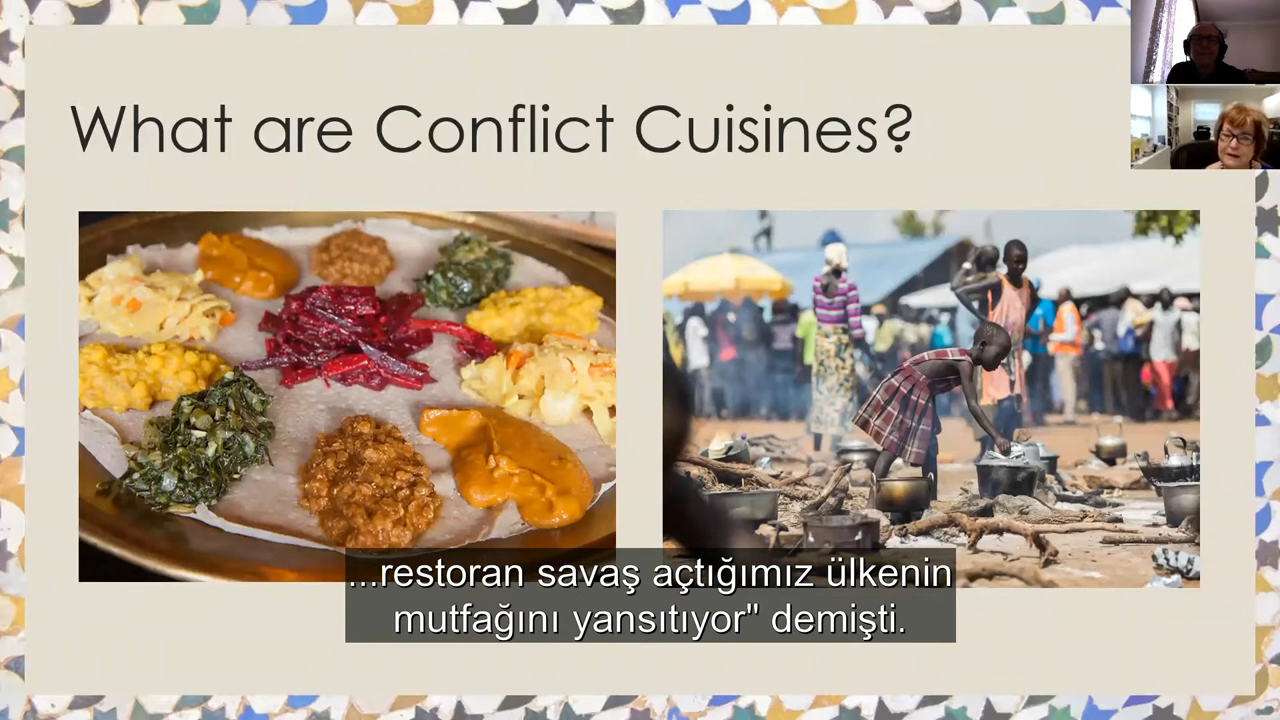 What are Conflict Cuisines?
...restoran savaş açtığımız ülkenin
mutfağını yansıtıyor" demişti.